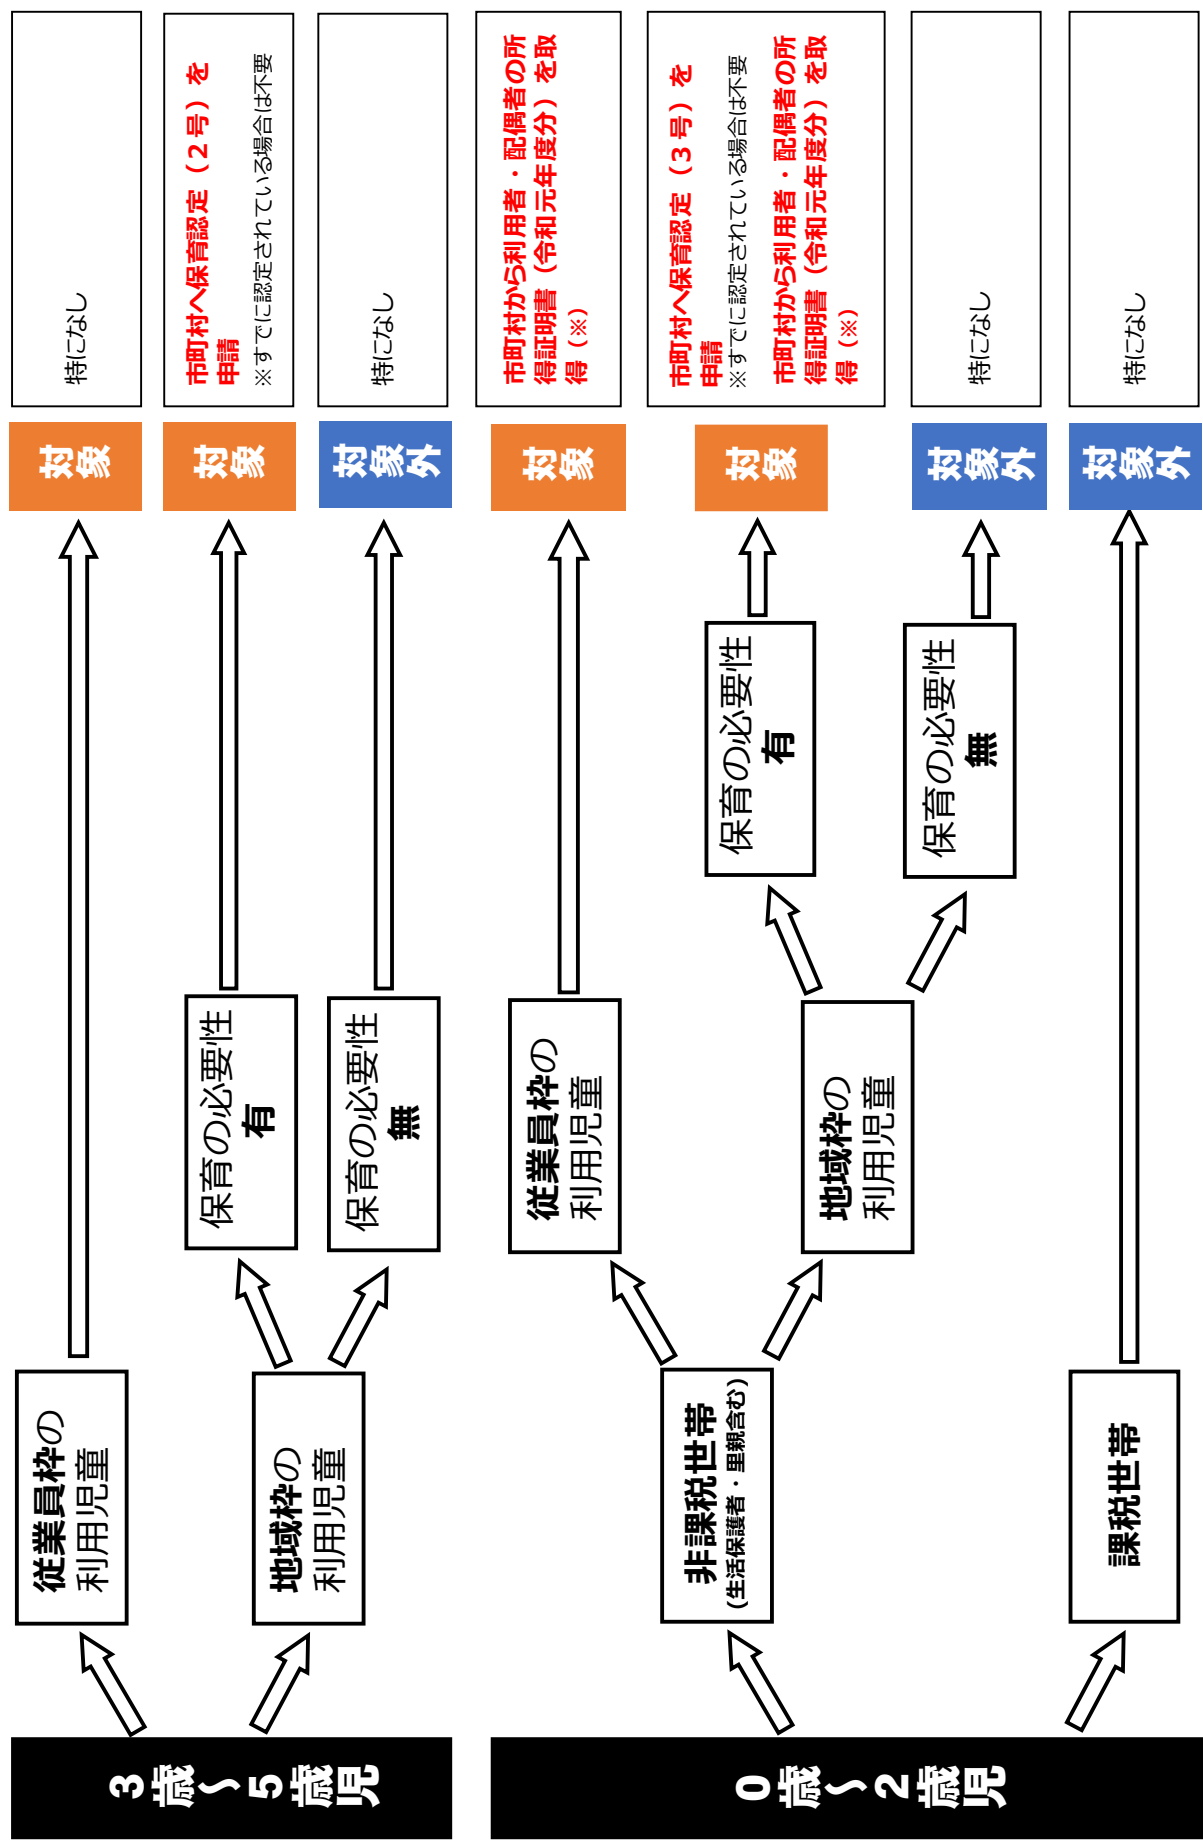 3歳～5歳児
従業員枠の
利用児童
対象
特になし
地域枠の
利用児童
保育の必要性
有
対象
市町村へ保育認定（２号）を
申請
※すでに認定されている場合は不要
保育の必要性
無
対象外
特になし
0歳～2歳児
非課税世帯
(生活保護者・里親含む)
従業員枠の
利用児童
対象
市町村から利用者・配偶者の所
得証明書（令和元年度分）を取
得（※）
地域枠の
利用児童
保育の必要性
有
対象
市町村へ保育認定（３号）を
申請
※すでに認定されている場合は不要
市町村から利用者・配偶者の所
得証明書（令和元年度分）を取
得（※）
保育の必要性
無
対象外
特になし
課税世帯
対象外
特になし